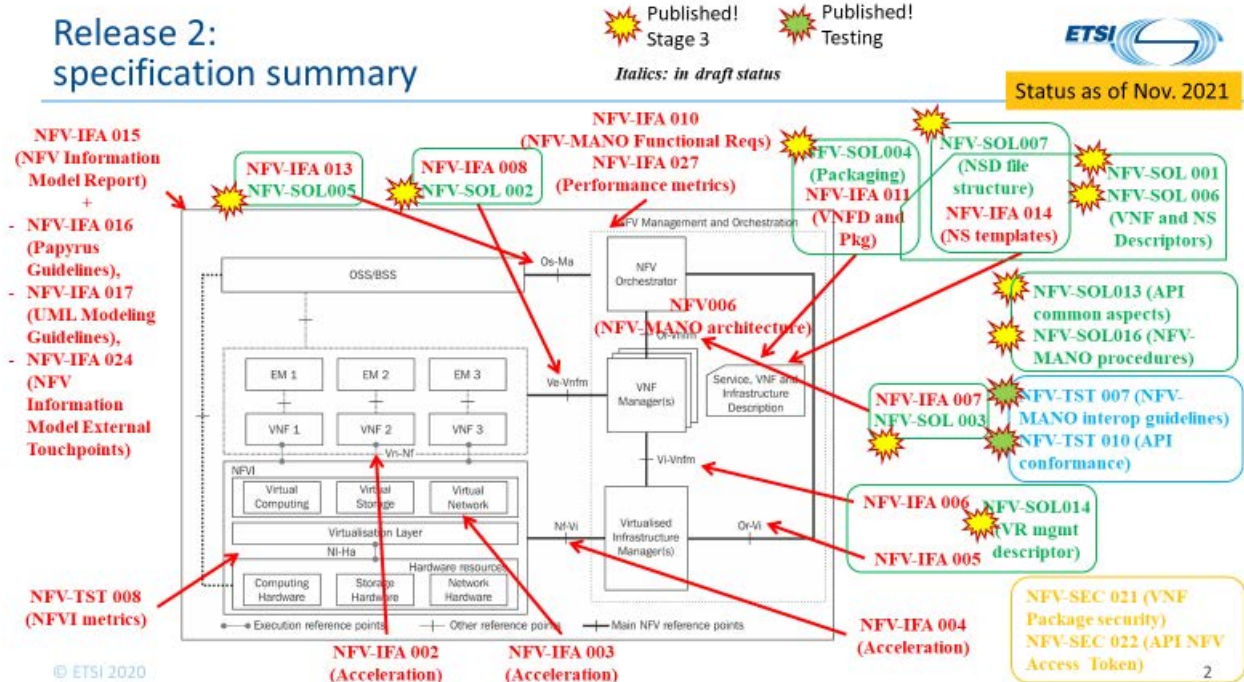 Release 2:
specification summary
Published!
Stage 3
Published!
Testing
Italics: in draft status
ETSI
Status as of Nov. 2021
NFV-IFA 015
(NFV Information
Model Report)
+
- NFV-IFA 016
(Papyrus
Guidelines),
- NFV-IFA 017
(UML Modeling
Guidelines),
- NFV-IFA 024
(NFV
Information
Model External
Touchpoints)
NFV-IFA 013
NFV-SOL005
NFV-IFA 008
NFV-SOL 002
NFV-IFA 010
(NFV-MANO Functional Reqs)
NFV-IFA 027
(Performance metrics)
NFV-SOL004
(Packaging)
NFV-IFA 011
(VNFD and
Pkg)
NFV-SOL007
(NSD file
structure)
NFV-IFA 014
(NS templates)
NFV-SOL 001
NFV-SOL 006
(VNF and NS
Descriptors)
NFV Management and Orchestration
OSS/BSS
Os-Ma
NFV
Orchestrator
NFV006
(NFV-MANO architecture)
Or-Vnfm
NFV-SOL013 (API
common aspects)
NFV-SOL016 (NFV-
MANO procedures)
EM 1
EM 2
EM 3
Ve-Vnfm
VNF
Manager(s)
Service, VNF and
Infrastructure
Description
VNF 1
VNF 2
VNF 3
Vn-Nf
NFV-IFA 007
NFV-SOL 003
NFV-TST 007 (NFV-
MANO interop guidelines)
NFV-TST 010 (API
conformance)
NFVI
Virtual
Computing
Virtual
Storage
Virtual
Network
Vi-Vnfm
Virtualisation Layer
Nf-Vi
Virtualised
Infrastructure
Manager(s)
Or-Vi
NFV-IFA 006
NFV-SOL014
(VR mgmt
descriptor)
NFV-IFA 005
NI-Ha
Hardware resources
Computing
Hardware
Storage
Hardware
Network
Hardware
NFV-TST 008
(NFVI metrics)
Execution reference points
Other reference points
Main NFV reference points
NFV-IFA 002
(Acceleration)
NFV-IFA 003
(Acceleration)
NFV-IFA 004
(Acceleration)
NFV-SEC 021 (VNF
Package security)
NFV-SEC 022 (API NFV
Access Token)
© ETSI 2020
2